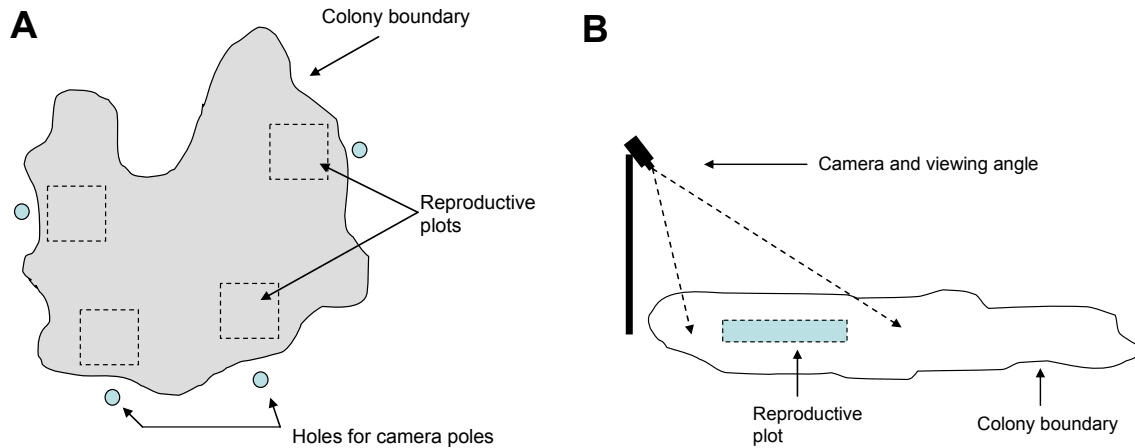 A
Colony boundary
Reproductive
plots
Holes for camera poles
B
Camera and viewing angle
Reproductive
plot
Colony boundary